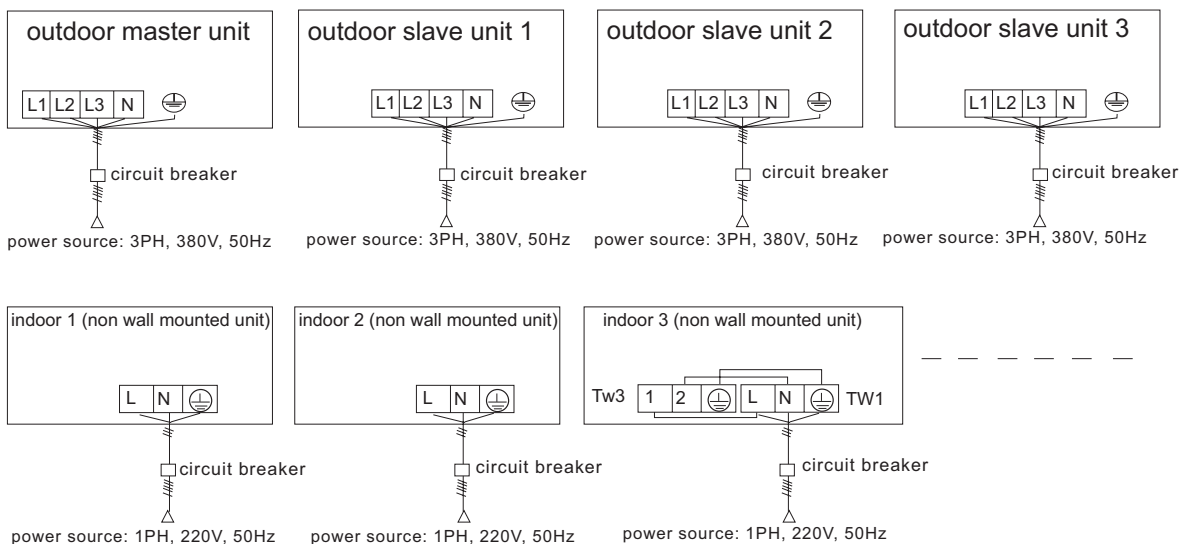 outdoor master unit
L1 L2 L3 N
circuit breaker
power source: 3PH, 380V, 50Hz
outdoor slave unit 1
L1 L2 L3 N
circuit breaker
power source: 3PH, 380V, 50Hz
outdoor slave unit 2
L1 L2 L3 N
circuit breaker
power source: 3PH, 380V, 50Hz
outdoor slave unit 3
L1 L2 L3 N
circuit breaker
power source: 3PH, 380V, 50Hz
indoor 1 (non wall mounted unit)
L N
circuit breaker
power source: 1PH, 220V, 50Hz
indoor 2 (non wall mounted unit)
L N
circuit breaker
power source: 1PH, 220V, 50Hz
indoor 3 (non wall mounted unit)
Tw3 1 2 L N TW1
circuit breaker
power source: 1PH, 220V, 50Hz